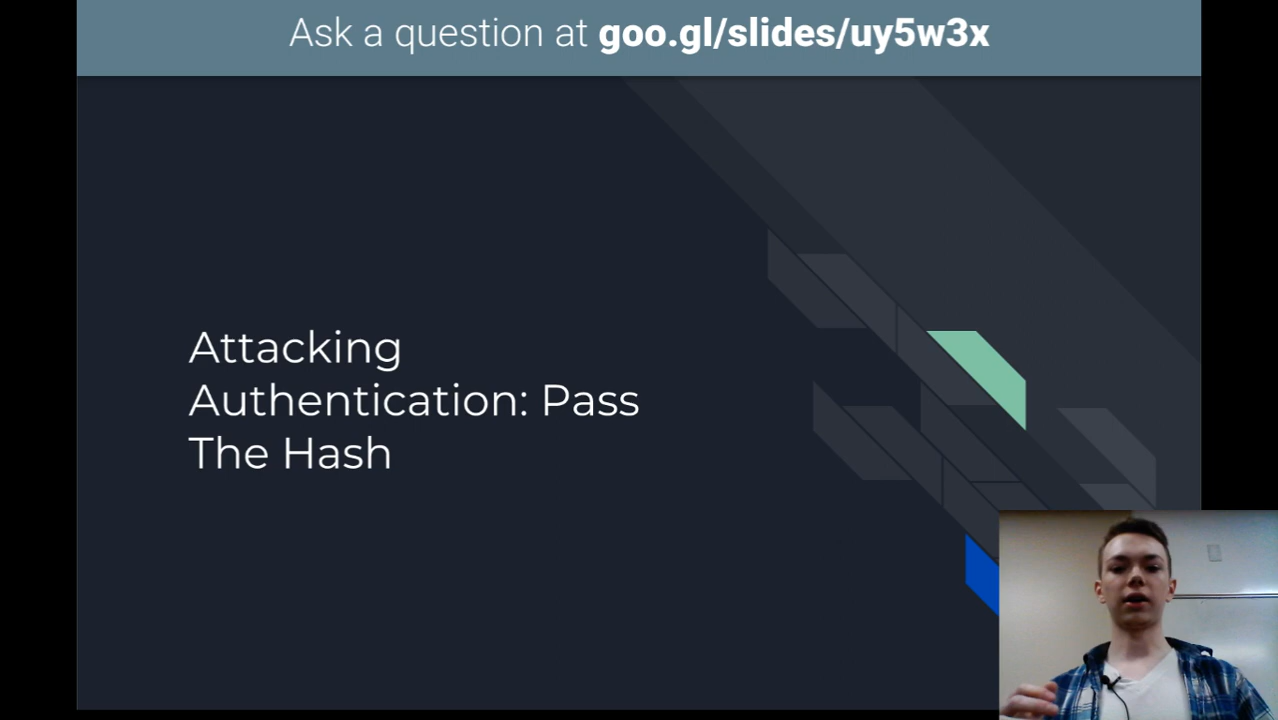 Ask a question at goo.gl/slides/uy5w3x
Attacking
Authentication: Pass
The Hash